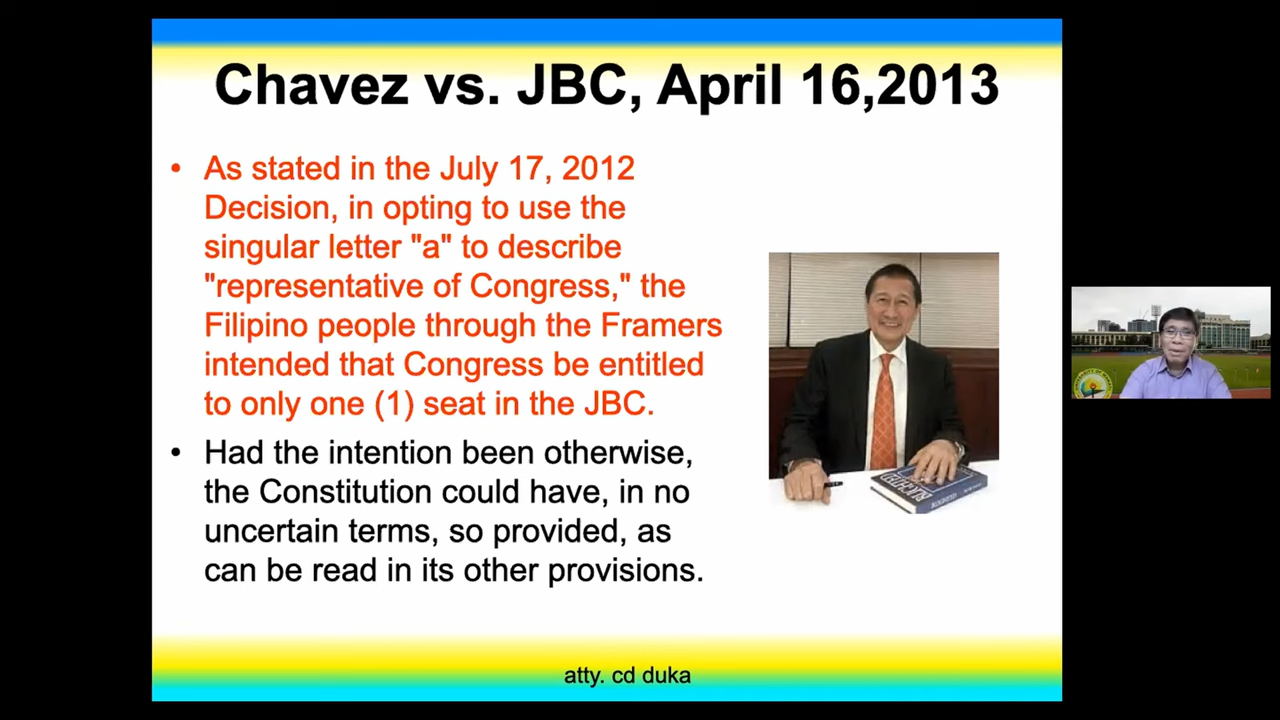 Chavez vs. JBC, April 16,2013
• As stated in the July 17, 2012
Decision, in opting to use the
singular letter "a" to describe
"representative of Congress," the
Filipino people through the Framers
intended that Congress be entitled
to only one (1) seat in the JBC.
• Had the intention been otherwise,
the Constitution could have, in no
uncertain terms, so provided, as
can be read in its other provisions.
atty. cd duka